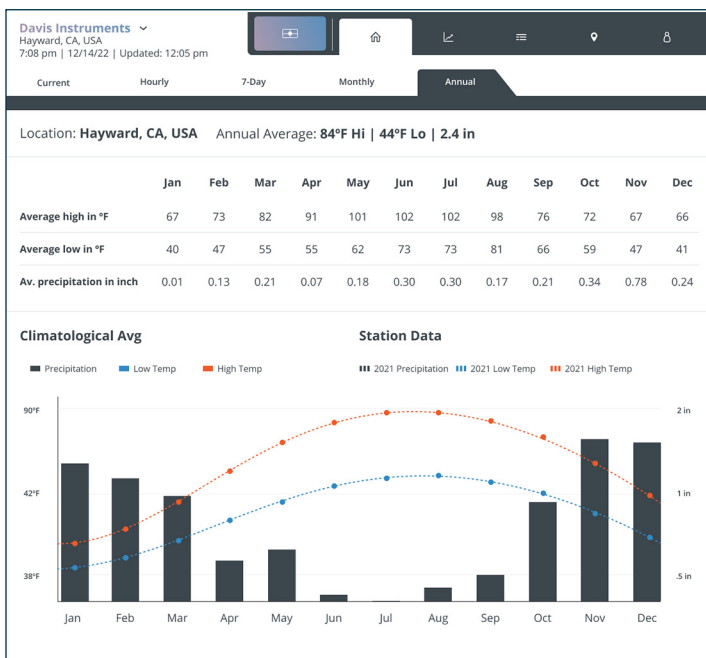 Davis Instruments
Hayward, CA, USA
7:08 pm | 12/14/22 | Updated: 12:05 pm
Current Hourly 7-Day Monthly Annual
Location: Hayward, CA, USA Annual Average: 84°F Hi | 44°F Lo | 2.4 in
Jan Feb Mar Apr May Jun Jul Aug Sep Oct Nov Dec
Average high in °F 67 73 82 91 101 102 102 98 76 72 67 66
Average low in °F 40 47 55 55 62 73 73 81 66 59 47 41
Av. precipitation in inch 0.01 0.13 0.21 0.07 0.18 0.30 0.30 0.17 0.21 0.34 0.78 0.24
Climatological Avg Station Data
Precipitation Low Temp High Temp 2021 Precipitation 2021 Low Temp 2021 High Temp
90°F 2 in
42°F 1 in
38°F .5 in
Jan Feb Mar Apr May Jun Jul Aug Sep Oct Nov Dec